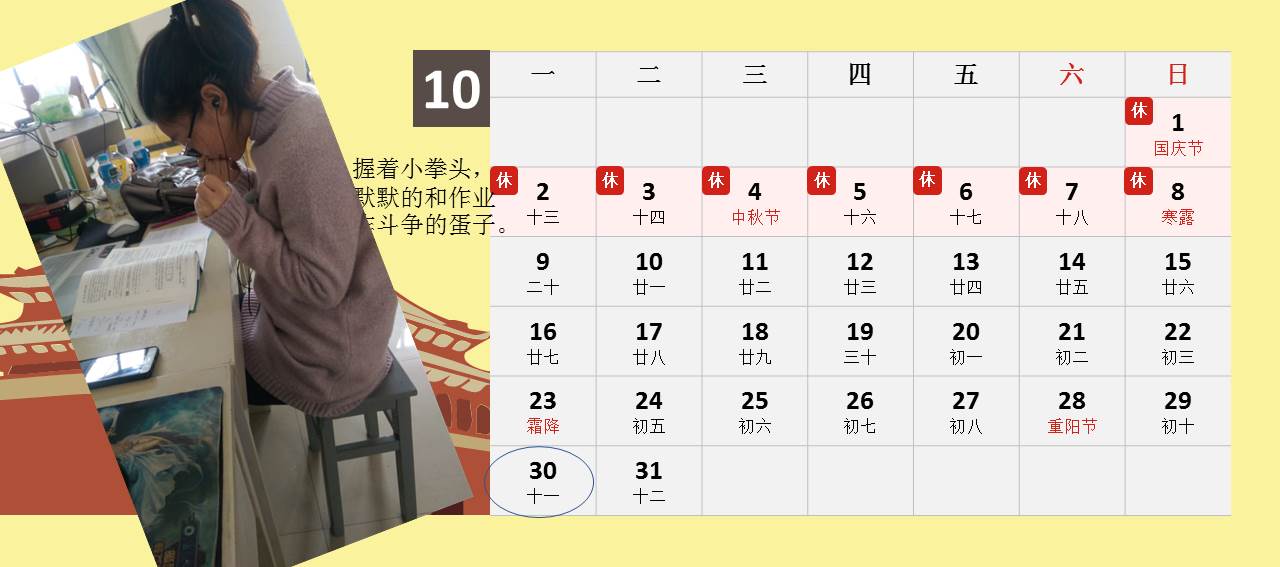 10
一 二 三 四 五 六 日
休
1
国庆节
休 休 休 休 休 休 休
2 3 4 5 6 7 8
十三 十四 中秋节 十六 十七 十八 寒露
9 10 11 12 13 14 15
二十 廿一 廿二 廿三 廿四 廿五 廿六
16 17 18 19 20 21 22
廿七 廿八 廿九 三十 初一 初二 初三
23 24 25 26 27 28 29
霜降 初五 初六 初七 初八 重阳节 初十
30 31
十一 十二
握着小拳头，
默默的和作业
斗争的蛋子。